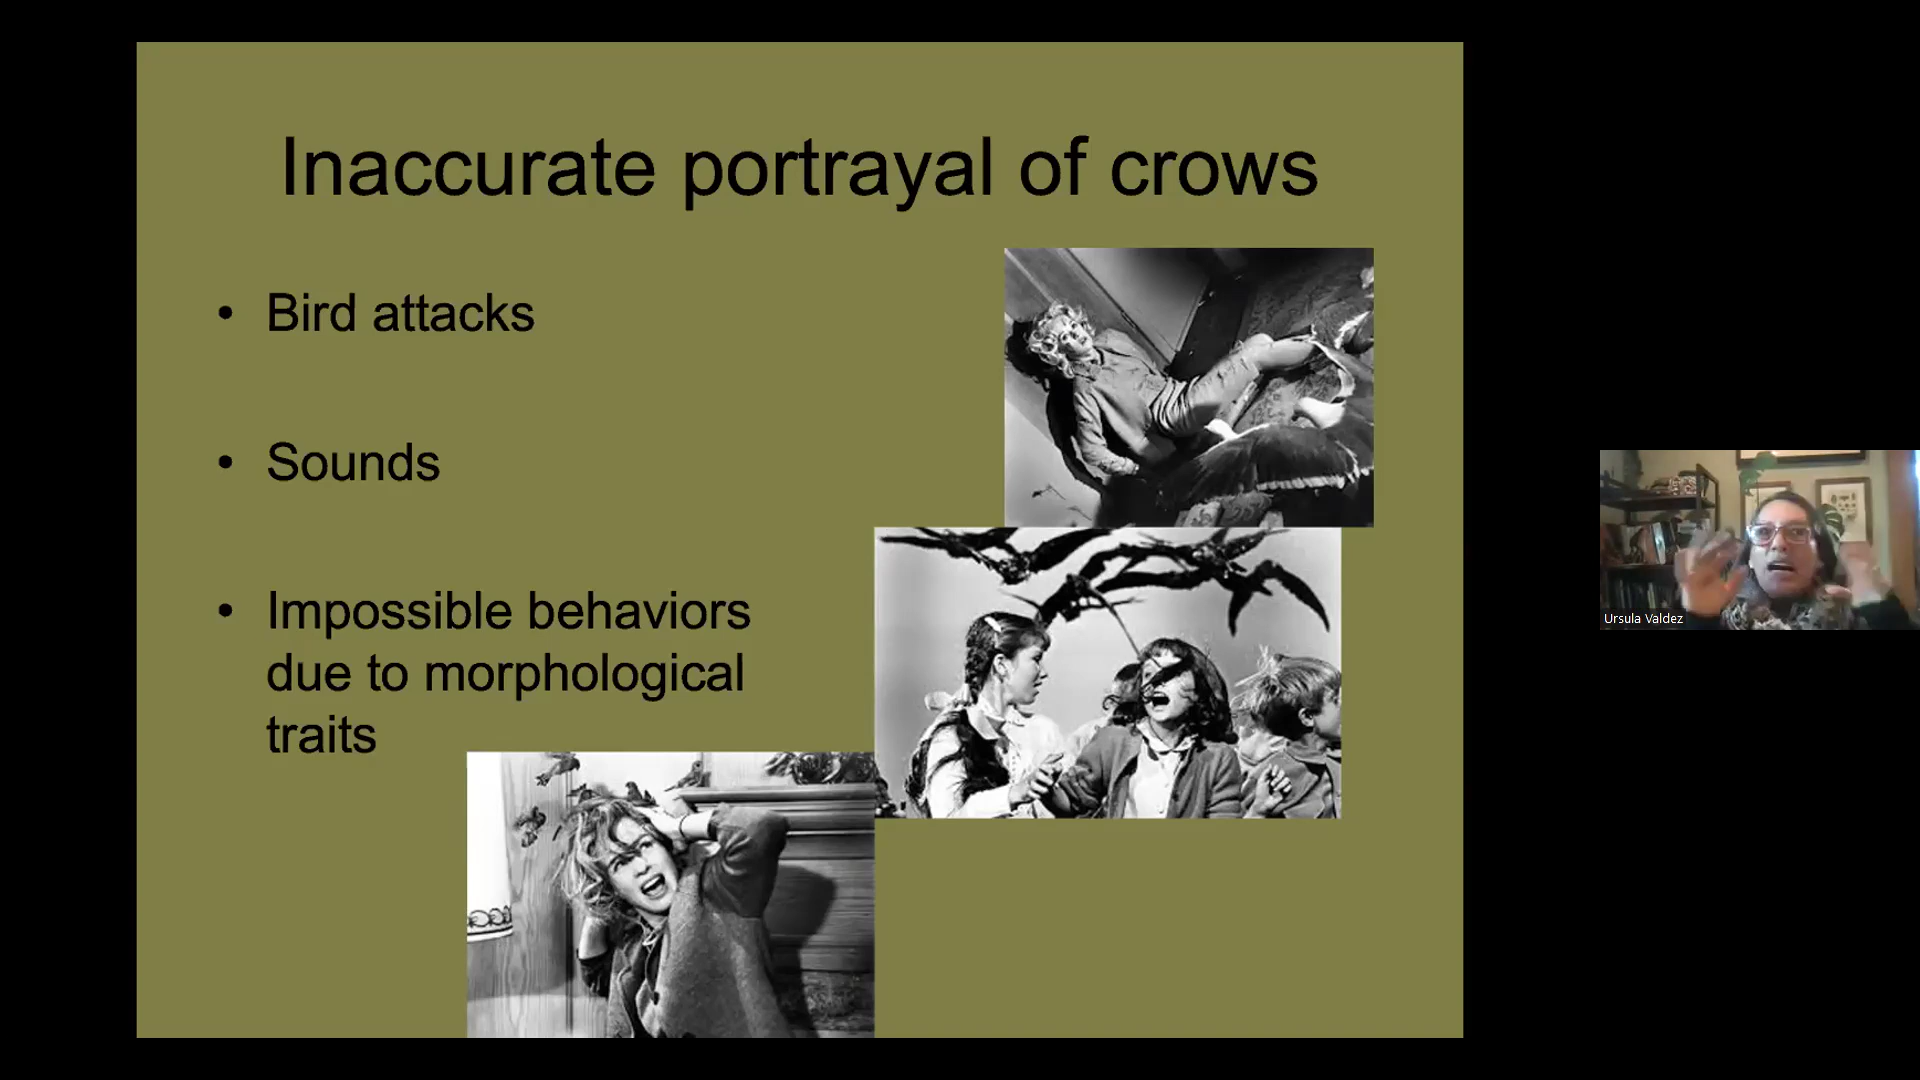 Inaccurate portrayal of crows
• Bird attacks
• Sounds
• Impossible behaviors
due to morphological
traits
Ursula Valdez